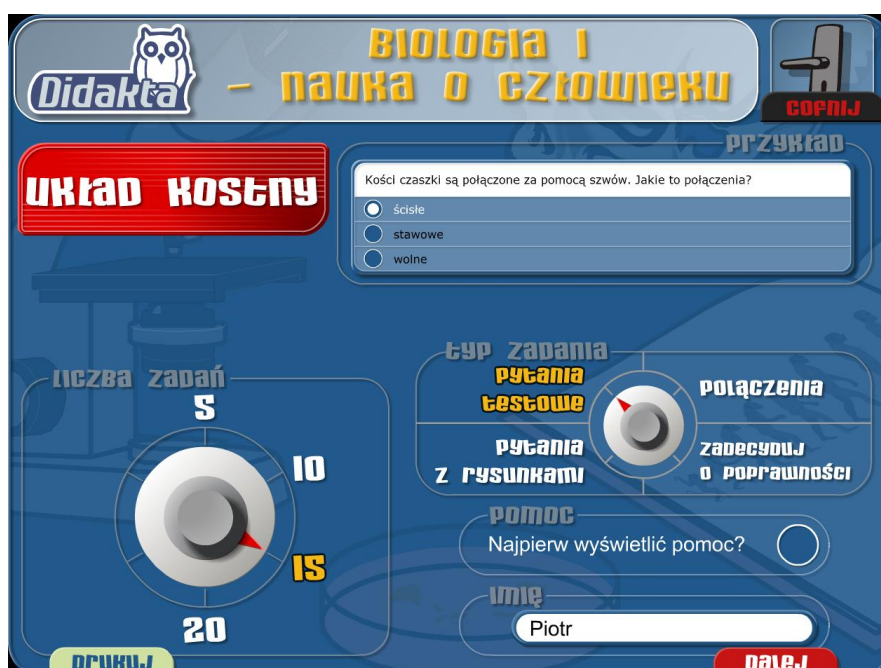 Didakta
BIOLOGIA I
- NAUKA O CZŁOWIEKU
COFNIJ
UKŁAD KOSTNY
PRZYKŁAD
Kości czaszki są połączone za pomocą szwów. Jakie to połączenia?
ścisłe
stawowe
wolne
LICZBA ZADAŃ
5
10
15
20
TYP ZADANIA
PYTANIA
TESTOWE
POŁĄCZENIA
PYTANIA
Z RYSUNKAMI
ZADECYDUJ
O POPRAWNOŚCI
POMOC
Najpierw wyświetlić pomoc?
IMIĘ
Piotr
DRUKUJ
DALEJ